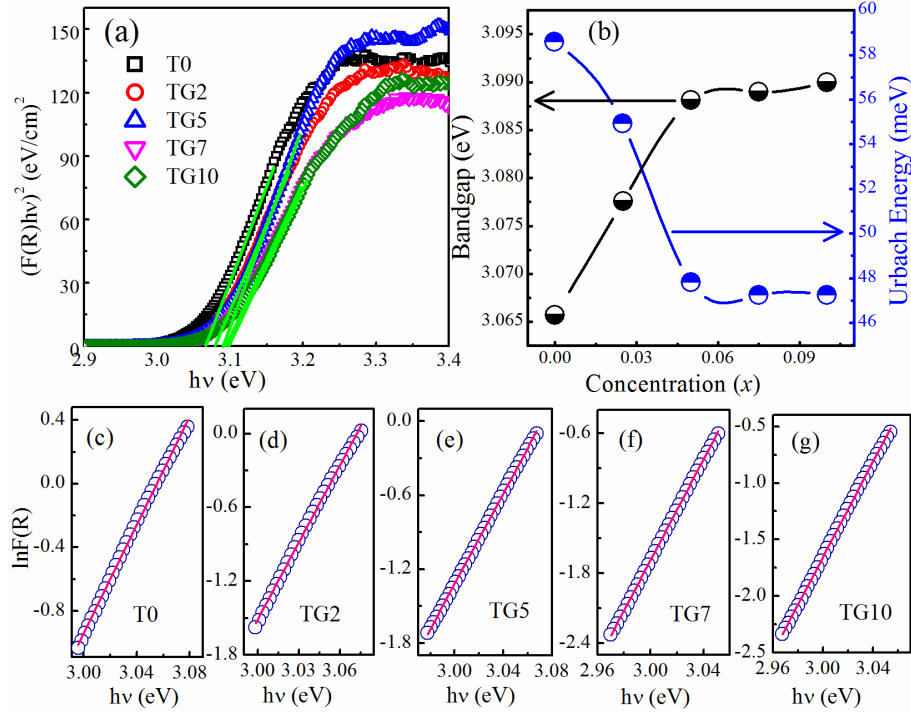 (a)
T0
TG2
TG5
TG7
TG10
(F(R)hν)² (eV/cm)²
150
120
90
60
30
0
2.9 3.0 3.1 3.2 3.3 3.4
hν (eV)
(b)
Bandgap (eV)
3.095
3.090
3.085
3.080
3.075
3.070
3.065
Urbach Energy (meV)
60
58
56
54
52
50
48
46
0.00 0.03 0.06 0.09
Concentration (x)
(c)
lnF(R)
0.4
0.0
-0.4
-0.8
T0
3.00 3.04 3.08
hν (eV)
(d)
0.0
-0.6
-1.2
-1.8
TG2
3.00 3.03 3.06
hν (eV)
(e)
0.0
-0.6
-1.2
-1.8
TG5
3.00 3.04
hν (eV)
(f)
-0.6
-1.2
-1.8
-2.4
TG7
2.97 3.00 3.03
hν (eV)
(g)
-0.5
-1.0
-1.5
-2.0
-2.5
TG10
2.96 3.00 3.04
hν (eV)